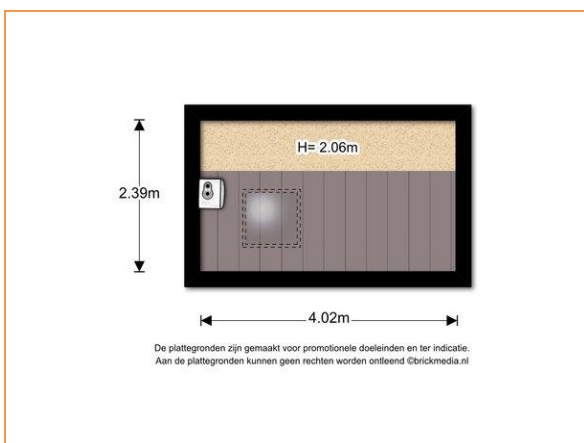 H= 2.06m
2.39m
4.02m
De plattegronden zijn gemaakt voor promotionele doeleinden en ter indicatie.
Aan de plattegronden kunnen geen rechten worden ontleend ©brickmedia.nl